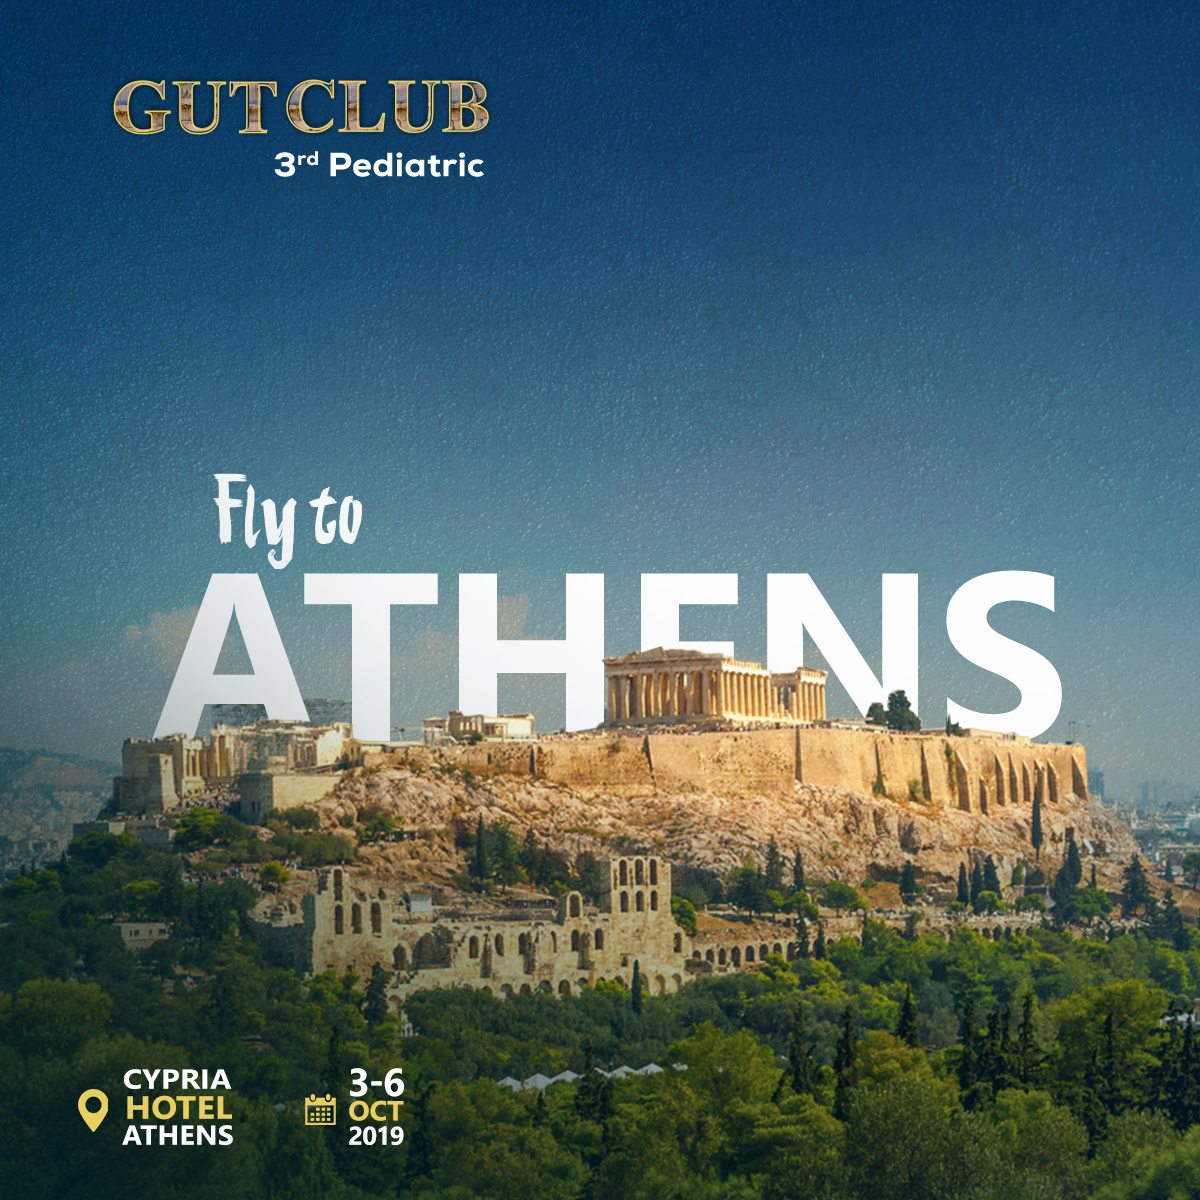 GUT CLUB
3rd Pediatric
Fly to
ATHENS
CYPRIA
HOTEL
ATHENS
3-6
OCT
2019